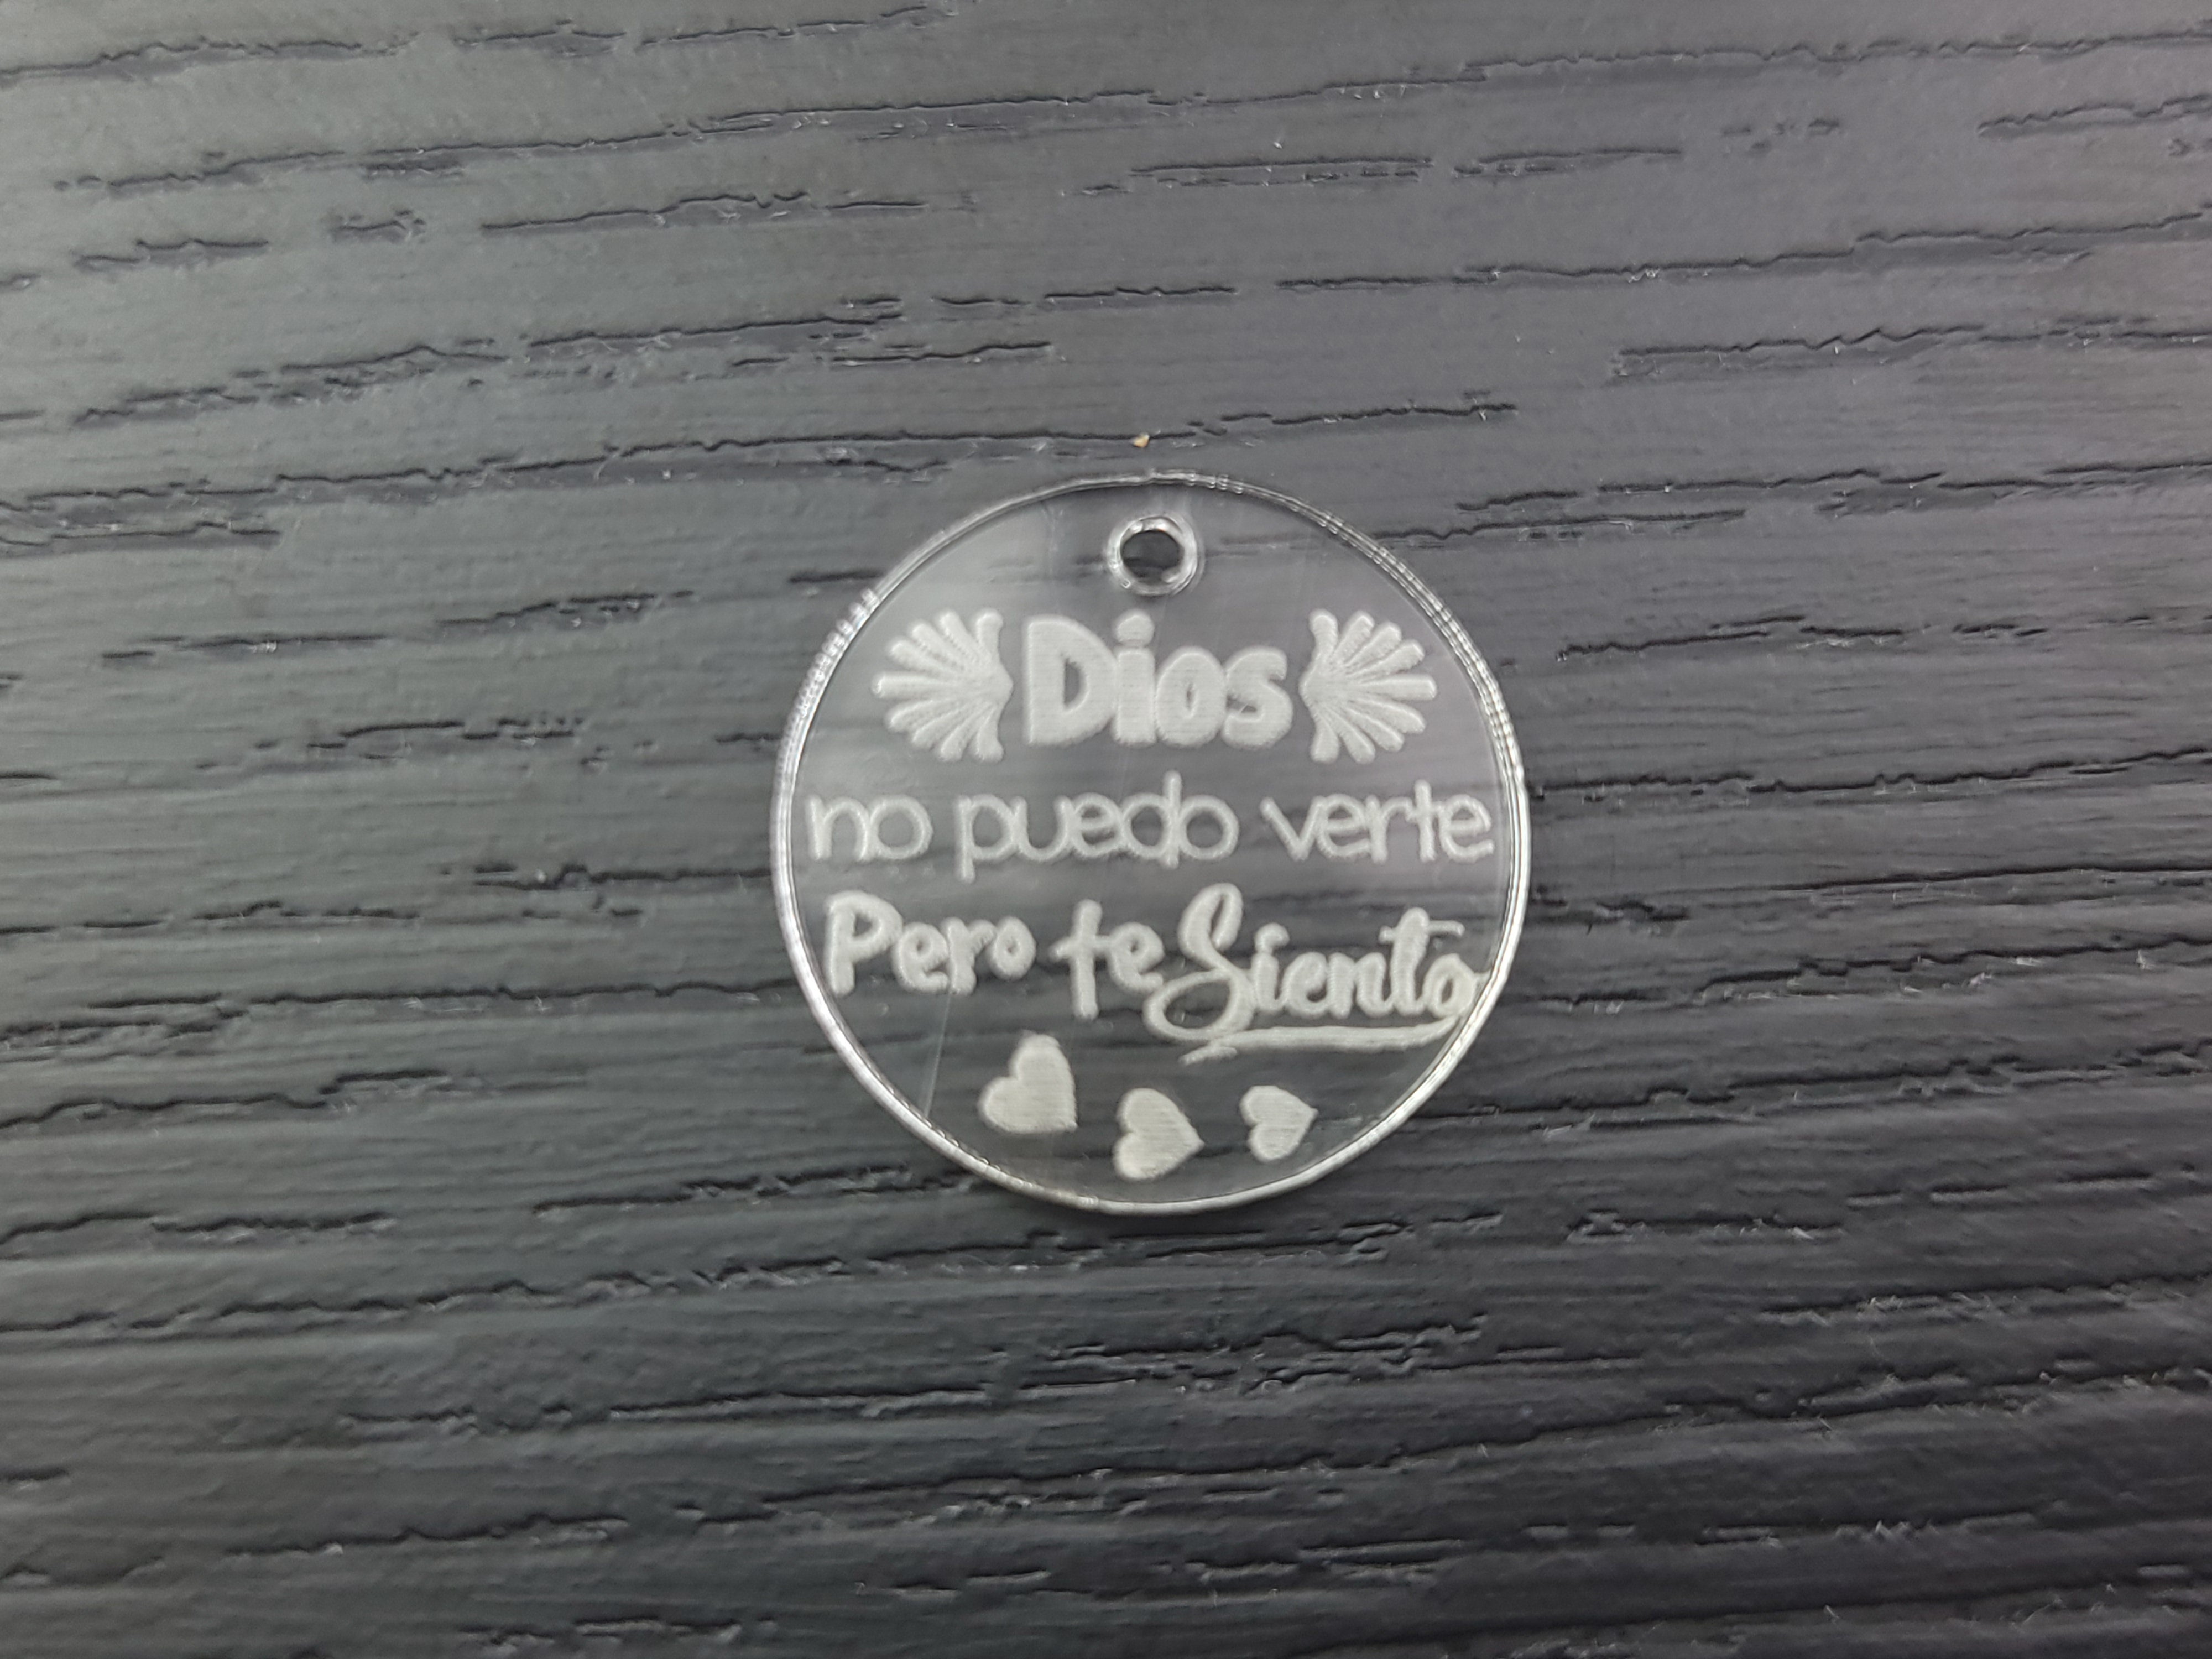 Dios
no puedo verte
Pero te Siento